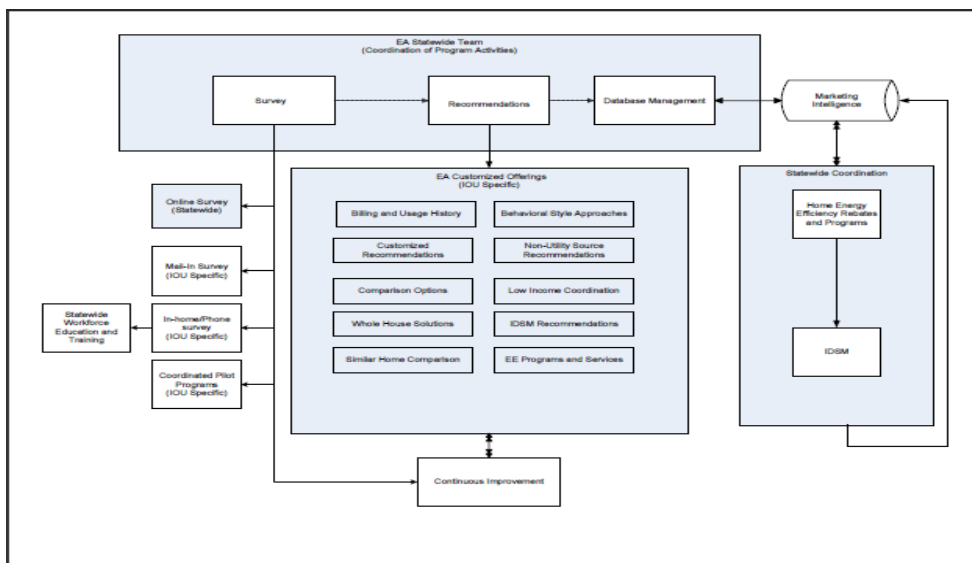 EA Statewide Team
(Coordination of Program Activities)
Survey
Recommendations
Database Management
Marketing
Intelligence
EA Customized Offerings
(IOU Specific)
Statewide Coordination
Online Survey
(Statewide)
Billing and Usage History
Behavioral Style Approaches
Home Energy
Efficiency Rebates
and Programs
Customized
Recommendations
Non-Utility Source
Recommendations
Mail-In Survey
(IOU Specific)
Comparison Options
Low Income Coordination
Statewide
Workforce
Education and
Training
In-home/Phone
survey
(IOU Specific)
Whole House Solutions
IDSM Recommendations
Similar Home Comparison
EE Programs and Services
IDSM
Coordinated Pilot
Programs
(IOU Specific)
Continuous Improvement